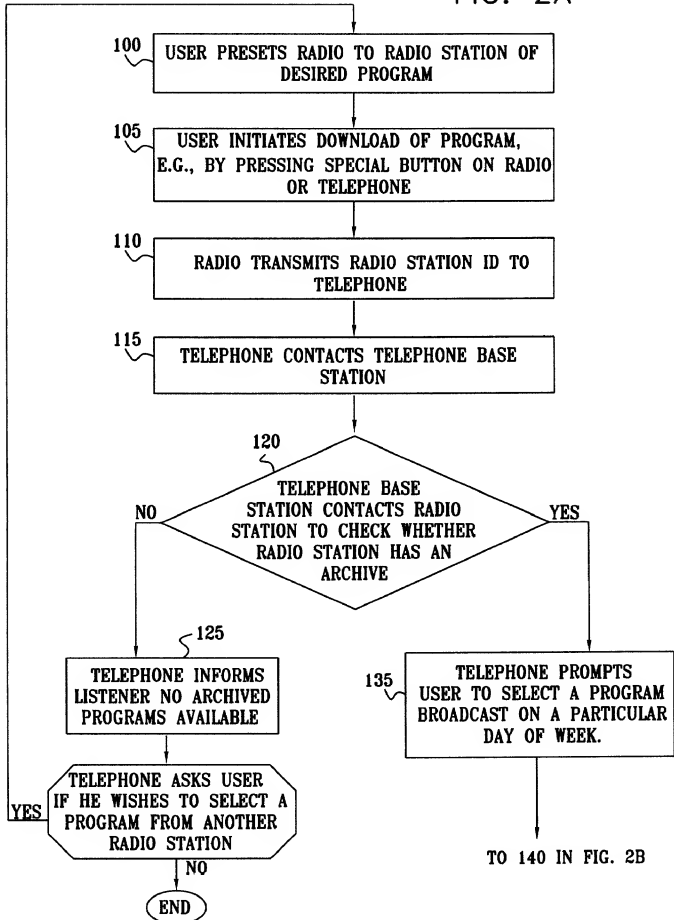 FIG. 2A
100
USER PRESETS RADIO TO RADIO STATION OF
DESIRED PROGRAM
105
USER INITIATES DOWNLOAD OF PROGRAM,
E.G., BY PRESSING SPECIAL BUTTON ON RADIO
OR TELEPHONE
110
RADIO TRANSMITS RADIO STATION ID TO
TELEPHONE
115
TELEPHONE CONTACTS TELEPHONE BASE
STATION
120
TELEPHONE BASE
STATION CONTACTS RADIO
STATION TO CHECK WHETHER
RADIO STATION HAS AN
ARCHIVE
NO
YES
125
TELEPHONE INFORMS
LISTENER NO ARCHIVED
PROGRAMS AVAILABLE
135
TELEPHONE PROMPTS
USER TO SELECT A PROGRAM
BROADCAST ON A PARTICULAR
DAY OF WEEK.
TELEPHONE ASKS USER
IF HE WISHES TO SELECT A
PROGRAM FROM ANOTHER
RADIO STATION
YES
NO
END
TO 140 IN FIG. 2B